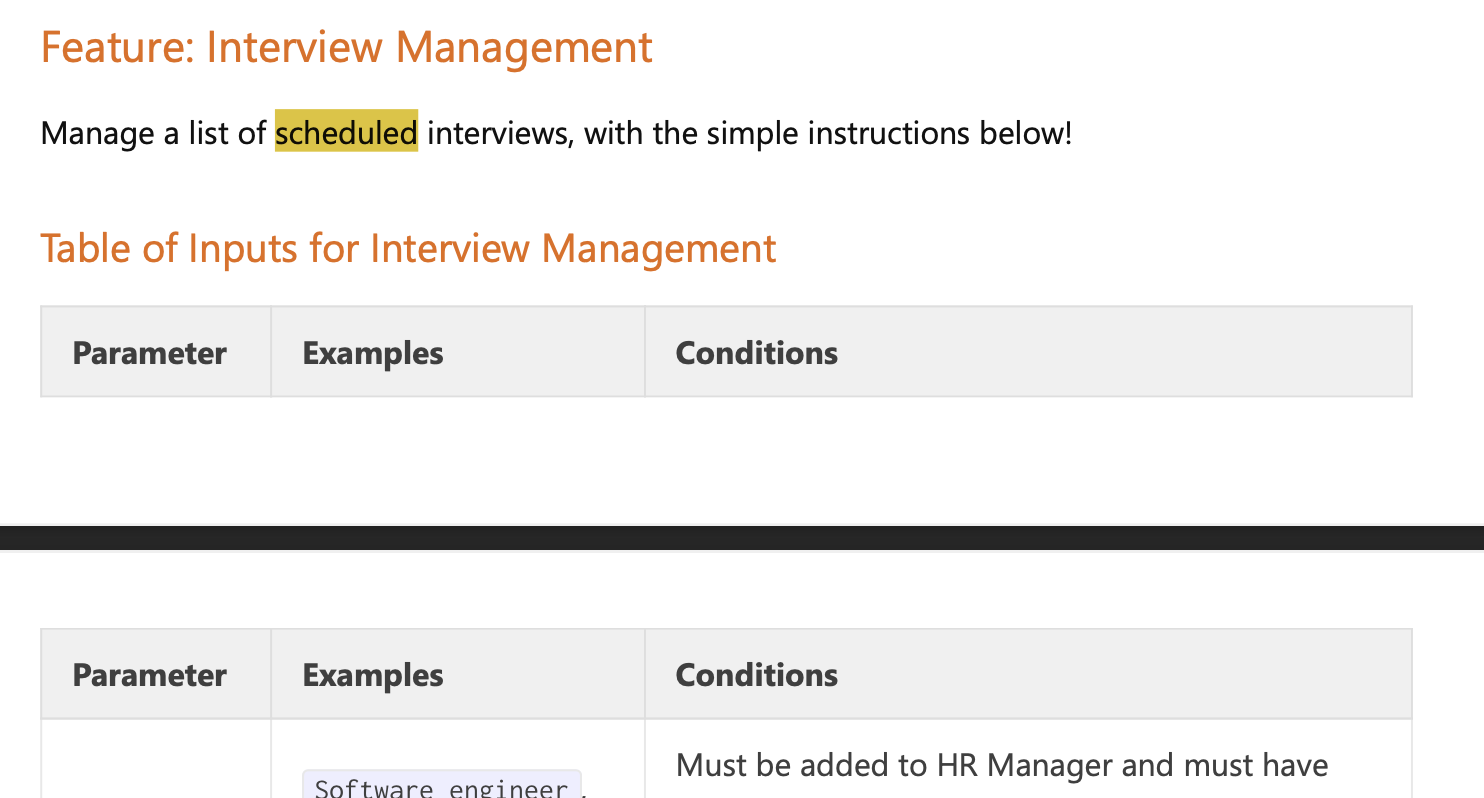 Feature: Interview Management
Manage a list of scheduled interviews, with the simple instructions below!
Table of Inputs for Interview Management
Parameter Examples Conditions
Parameter Examples Conditions
Must be added to HR Manager and must have
Software engineer,